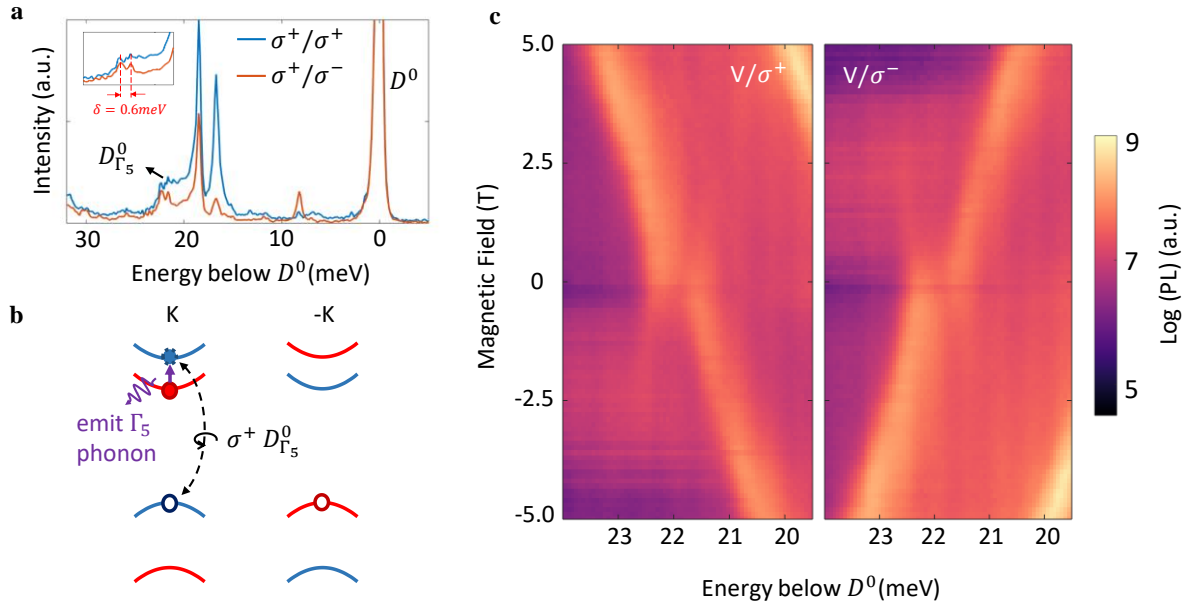 a
Intensity (a.u.)
σ⁺/σ⁺
σ⁺/σ⁻
D⁰
δ = 0.6meV
D⁰_Γ₅
30 20 10 0
Energy below D⁰(meV)
b
K -K
emit Γ₅
phonon
σ⁺ D⁰_Γ₅
c
V/σ⁺ V/σ⁻
Magnetic Field (T)
5.0
2.5
0
-2.5
-5.0
23 22 21 20 23 22 21 20
Energy below D⁰(meV)
9
7
5
Log (PL) (a.u.)